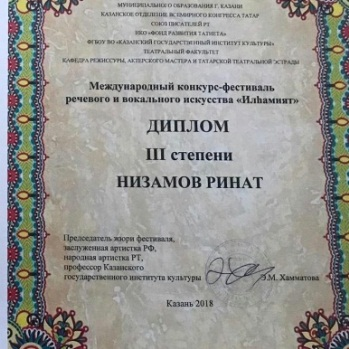 МУНИЦИПАЛЬНОГО ОБРАЗОВАНИЯ Г. КАЗАНИ
КАЗАНСКОЕ ОТДЕЛЕНИЕ ВСЕМИРНОГО КОНГРЕССА ТАТАР
СОЮЗ ПИСАТЕЛЕЙ РТ
НКО «ФОНД РАЗВИТИЯ ТАТИСТА»
ФГБОУ ВО «КАЗАНСКИЙ ГОСУДАРСТВЕННЫЙ ИНСТИТУТ КУЛЬТУРЫ»
ТЕАТРАЛЬНЫЙ ФАКУЛЬТЕТ
КАФЕДРА РЕЖИССУРЫ, АКТЕРСКОГО МАСТЕРА И ТАТАРСКОЙ ТЕАТРАЛЬНОЙ ЭСТРАДЫ
Международный конкурс-фестиваль
речевого и вокального искусства «Илһамият»
ДИПЛОМ
III степени
НИЗАМОВ РИНАТ
Председатель жюри фестиваля,
заслуженная артистка РФ,
народная артистка РТ,
профессор Казанского
государственного института культуры
Э.М. Хамматова
Казань 2018